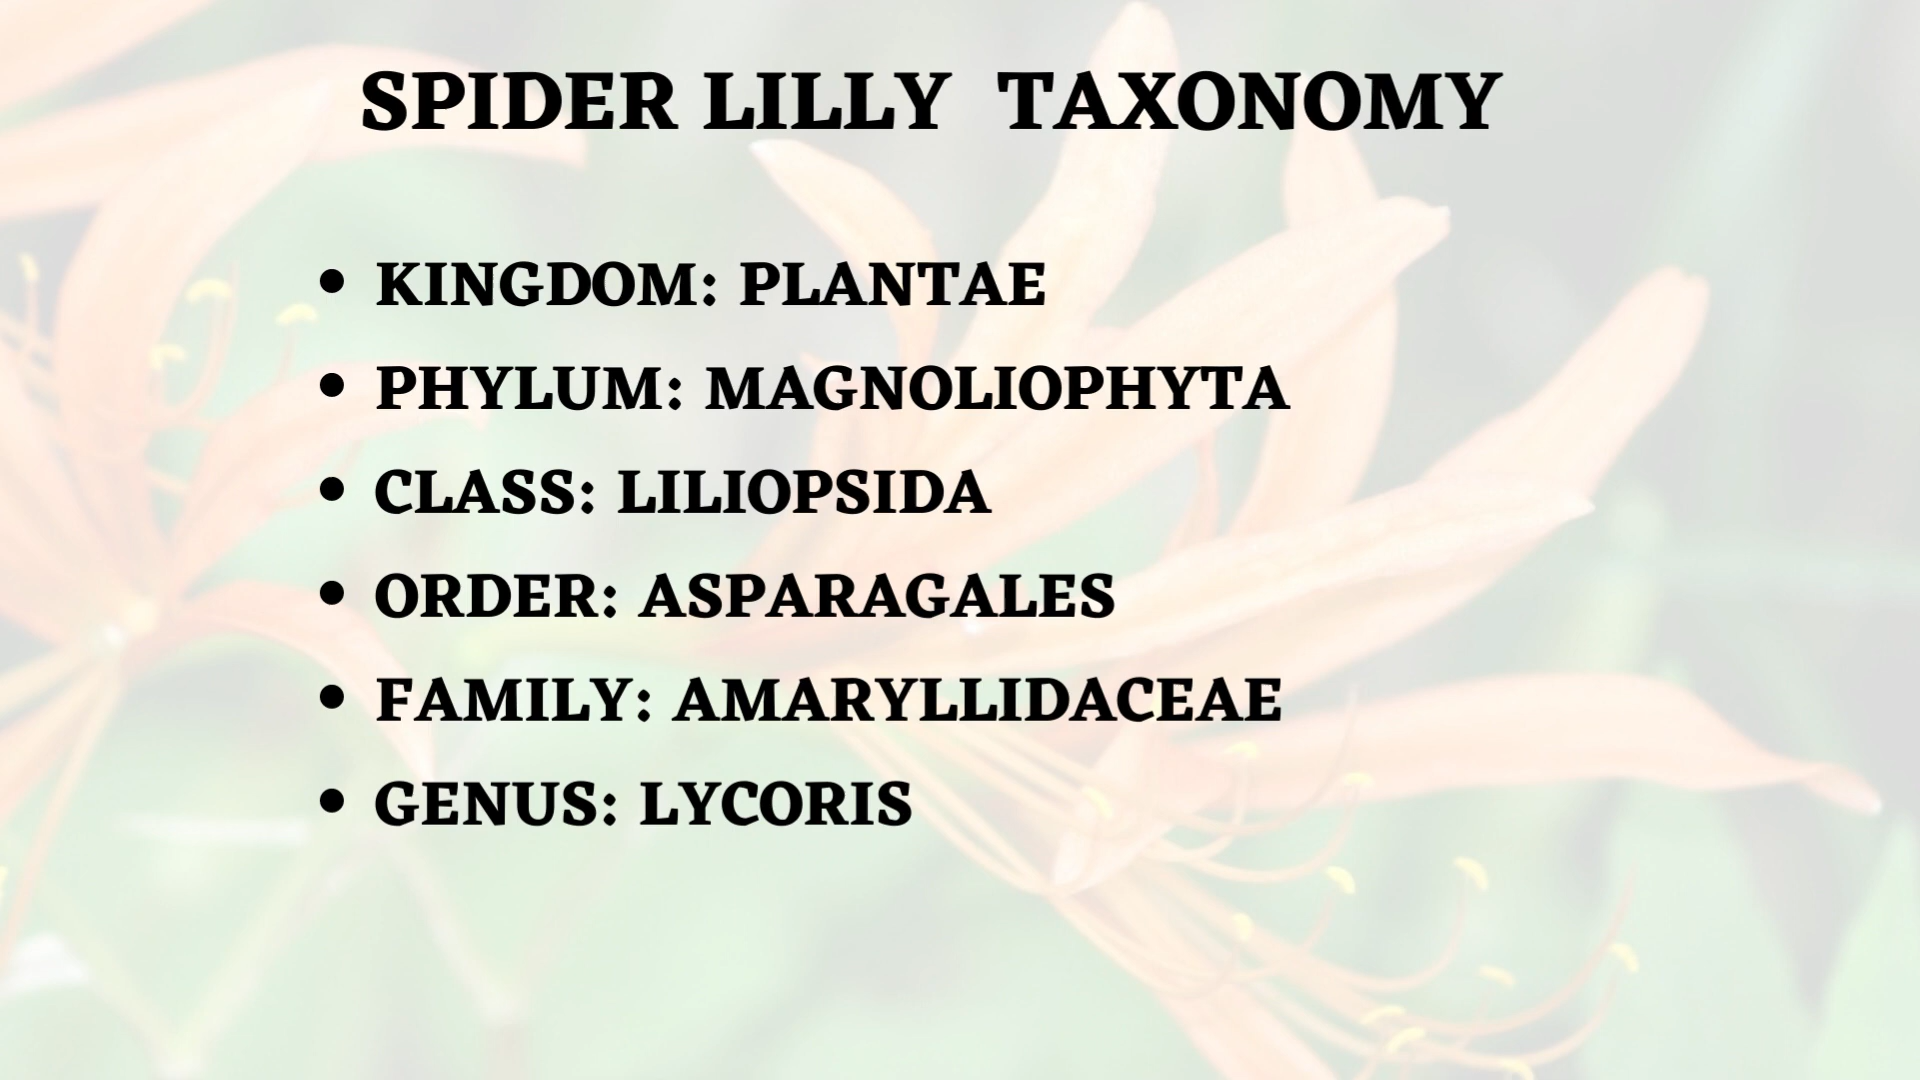 SPIDER LILLY TAXONOMY
• KINGDOM: PLANTAE
• PHYLUM: MAGNOLIOPHYTA
• CLASS: LILIOPSIDA
• ORDER: ASPARAGALES
• FAMILY: AMARYLLIDACEAE
• GENUS: LYCORIS